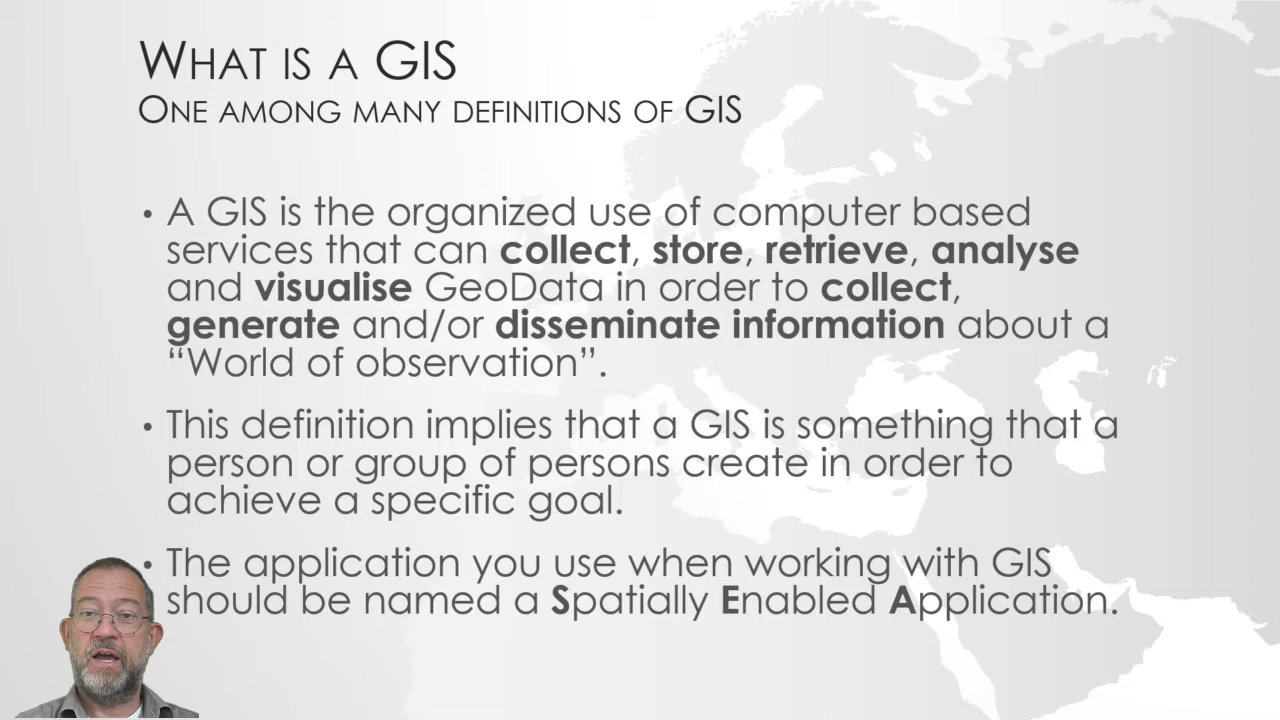 What is a GIS
One among many definitions of GIS
• A GIS is the organized use of computer based
services that can collect, store, retrieve, analyse
and visualise GeoData in order to collect,
generate and/or disseminate information about a
“World of observation”.
• This definition implies that a GIS is something that a
person or group of persons create in order to
achieve a specific goal.
• The application you use when working with GIS
should be named a Spatially Enabled Application.